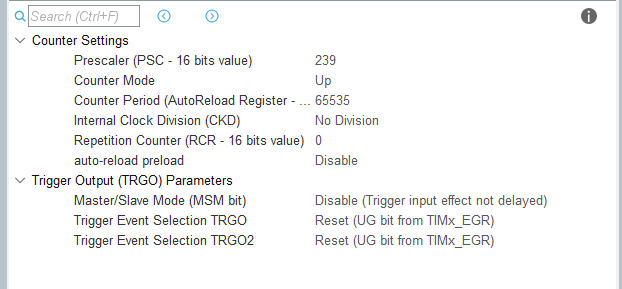 Search (Ctrl+F)
Counter Settings
Prescaler (PSC - 16 bits value) 239
Counter Mode Up
Counter Period (AutoReload Register - ... 65535
Internal Clock Division (CKD) No Division
Repetition Counter (RCR - 16 bits value) 0
auto-reload preload Disable
Trigger Output (TRGO) Parameters
Master/Slave Mode (MSM bit) Disable (Trigger input effect not delayed)
Trigger Event Selection TRGO Reset (UG bit from TIMx_EGR)
Trigger Event Selection TRGO2 Reset (UG bit from TIMx_EGR)